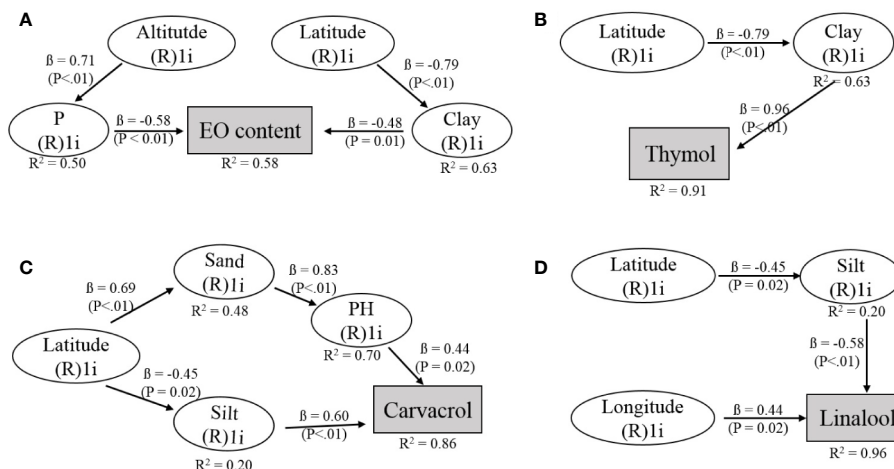 A
Altitutde
(R)1i
Latitude
(R)1i
ß = 0.71
(P<.01)
ß = -0.79
(P<.01)
P
(R)1i
R² = 0.50
ß = -0.58
(P < 0.01)
EO content
R² = 0.58
ß = -0.48
(P = 0.01)
Clay
(R)1i
R² = 0.63
B
Latitude
(R)1i
ß = -0.79
(P<.01)
Clay
(R)1i
R² = 0.63
ß = 0.96
(P<.01)
Thymol
R² = 0.91
C
Sand
(R)1i
R² = 0.48
ß = 0.69
(P<.01)
ß = 0.83
(P<.01)
PH
(R)1i
R² = 0.70
Latitude
(R)1i
ß = 0.44
(P = 0.02)
ß = -0.45
(P = 0.02)
Silt
(R)1i
R² = 0.20
ß = 0.60
(P<.01)
Carvacrol
R² = 0.86
D
Latitude
(R)1i
ß = -0.45
(P = 0.02)
Silt
(R)1i
R² = 0.20
ß = -0.58
(P<.01)
Longitude
(R)1i
ß = 0.44
(P = 0.02)
Linalool
R² = 0.96